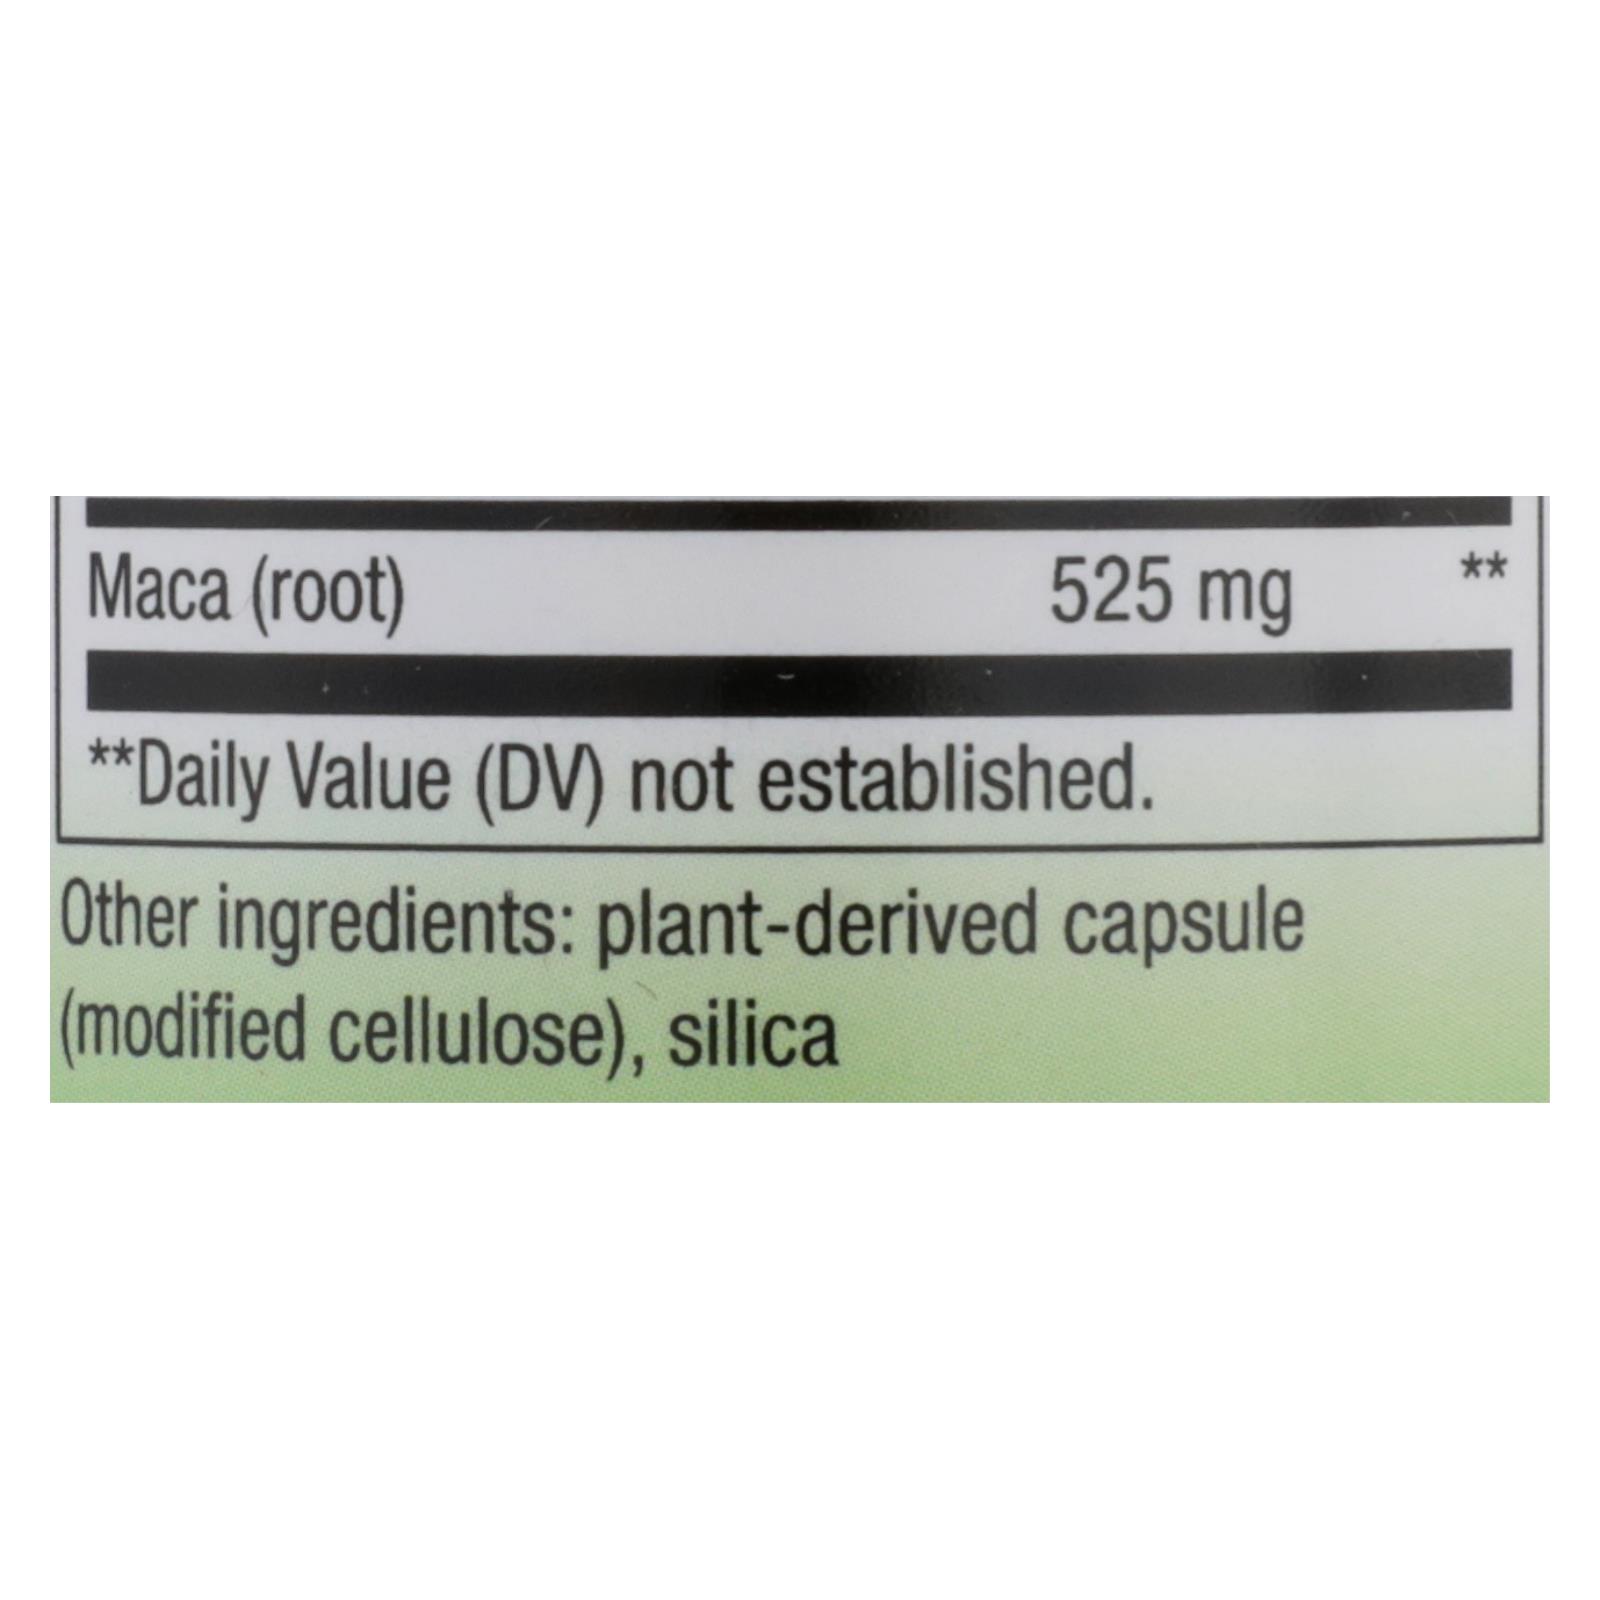 Maca (root) 525 mg **
**Daily Value (DV) not established.
Other ingredients: plant-derived capsule
(modified cellulose), silica